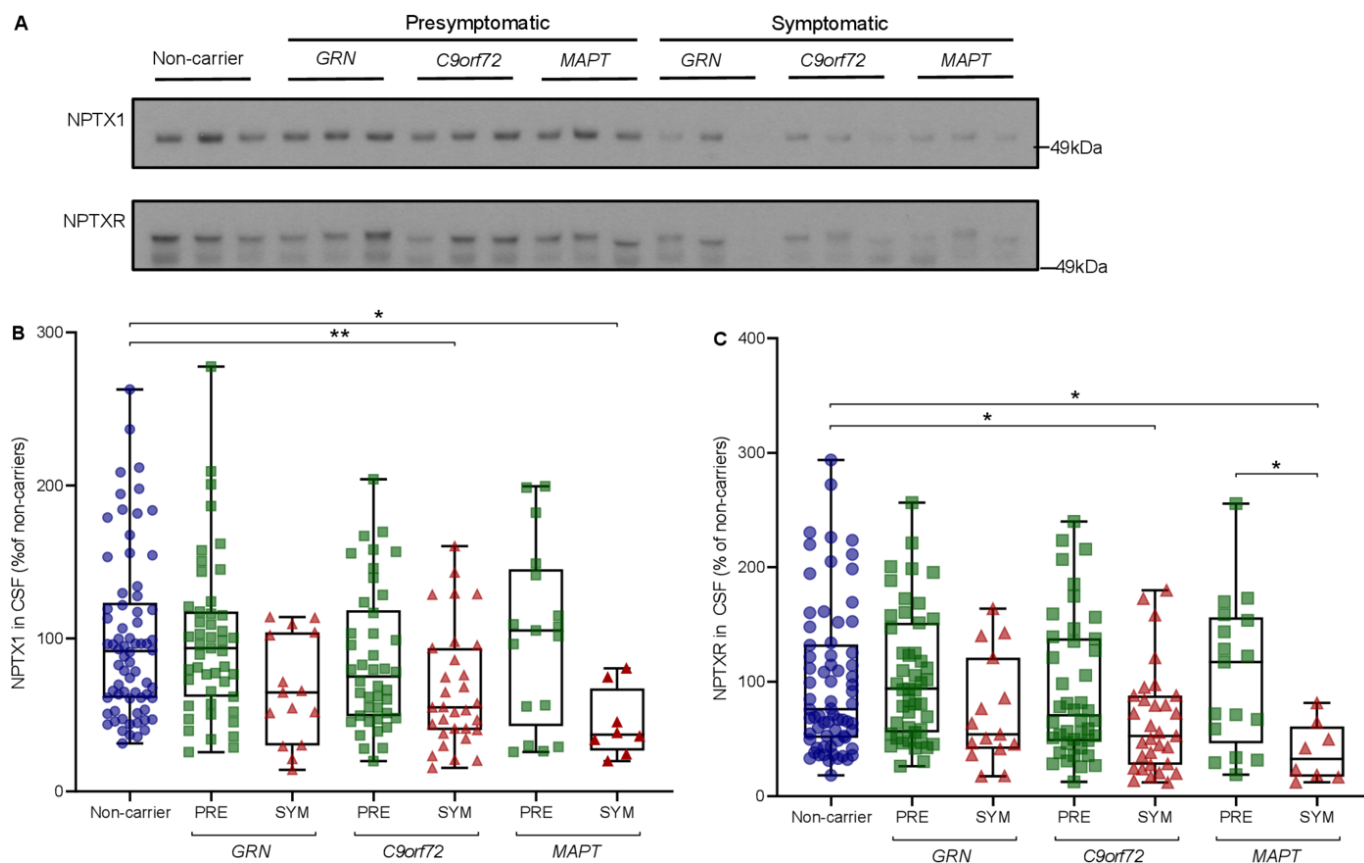 A
Presymptomatic Symptomatic
Non-carrier GRN C9orf72 MAPT GRN C9orf72 MAPT
NPTX1
49kDa
NPTXR
49kDa
B
NPTX1 in CSF (%of non-carriers)
300
200
100
0
*
**
Non-carrier PRE SYM PRE SYM PRE SYM
GRN C9orf72 MAPT
C
NPTXR in CSF (% of non-carriers)
400
300
200
100
0
*
*
*
Non-carrier PRE SYM PRE SYM PRE SYM
GRN C9orf72 MAPT